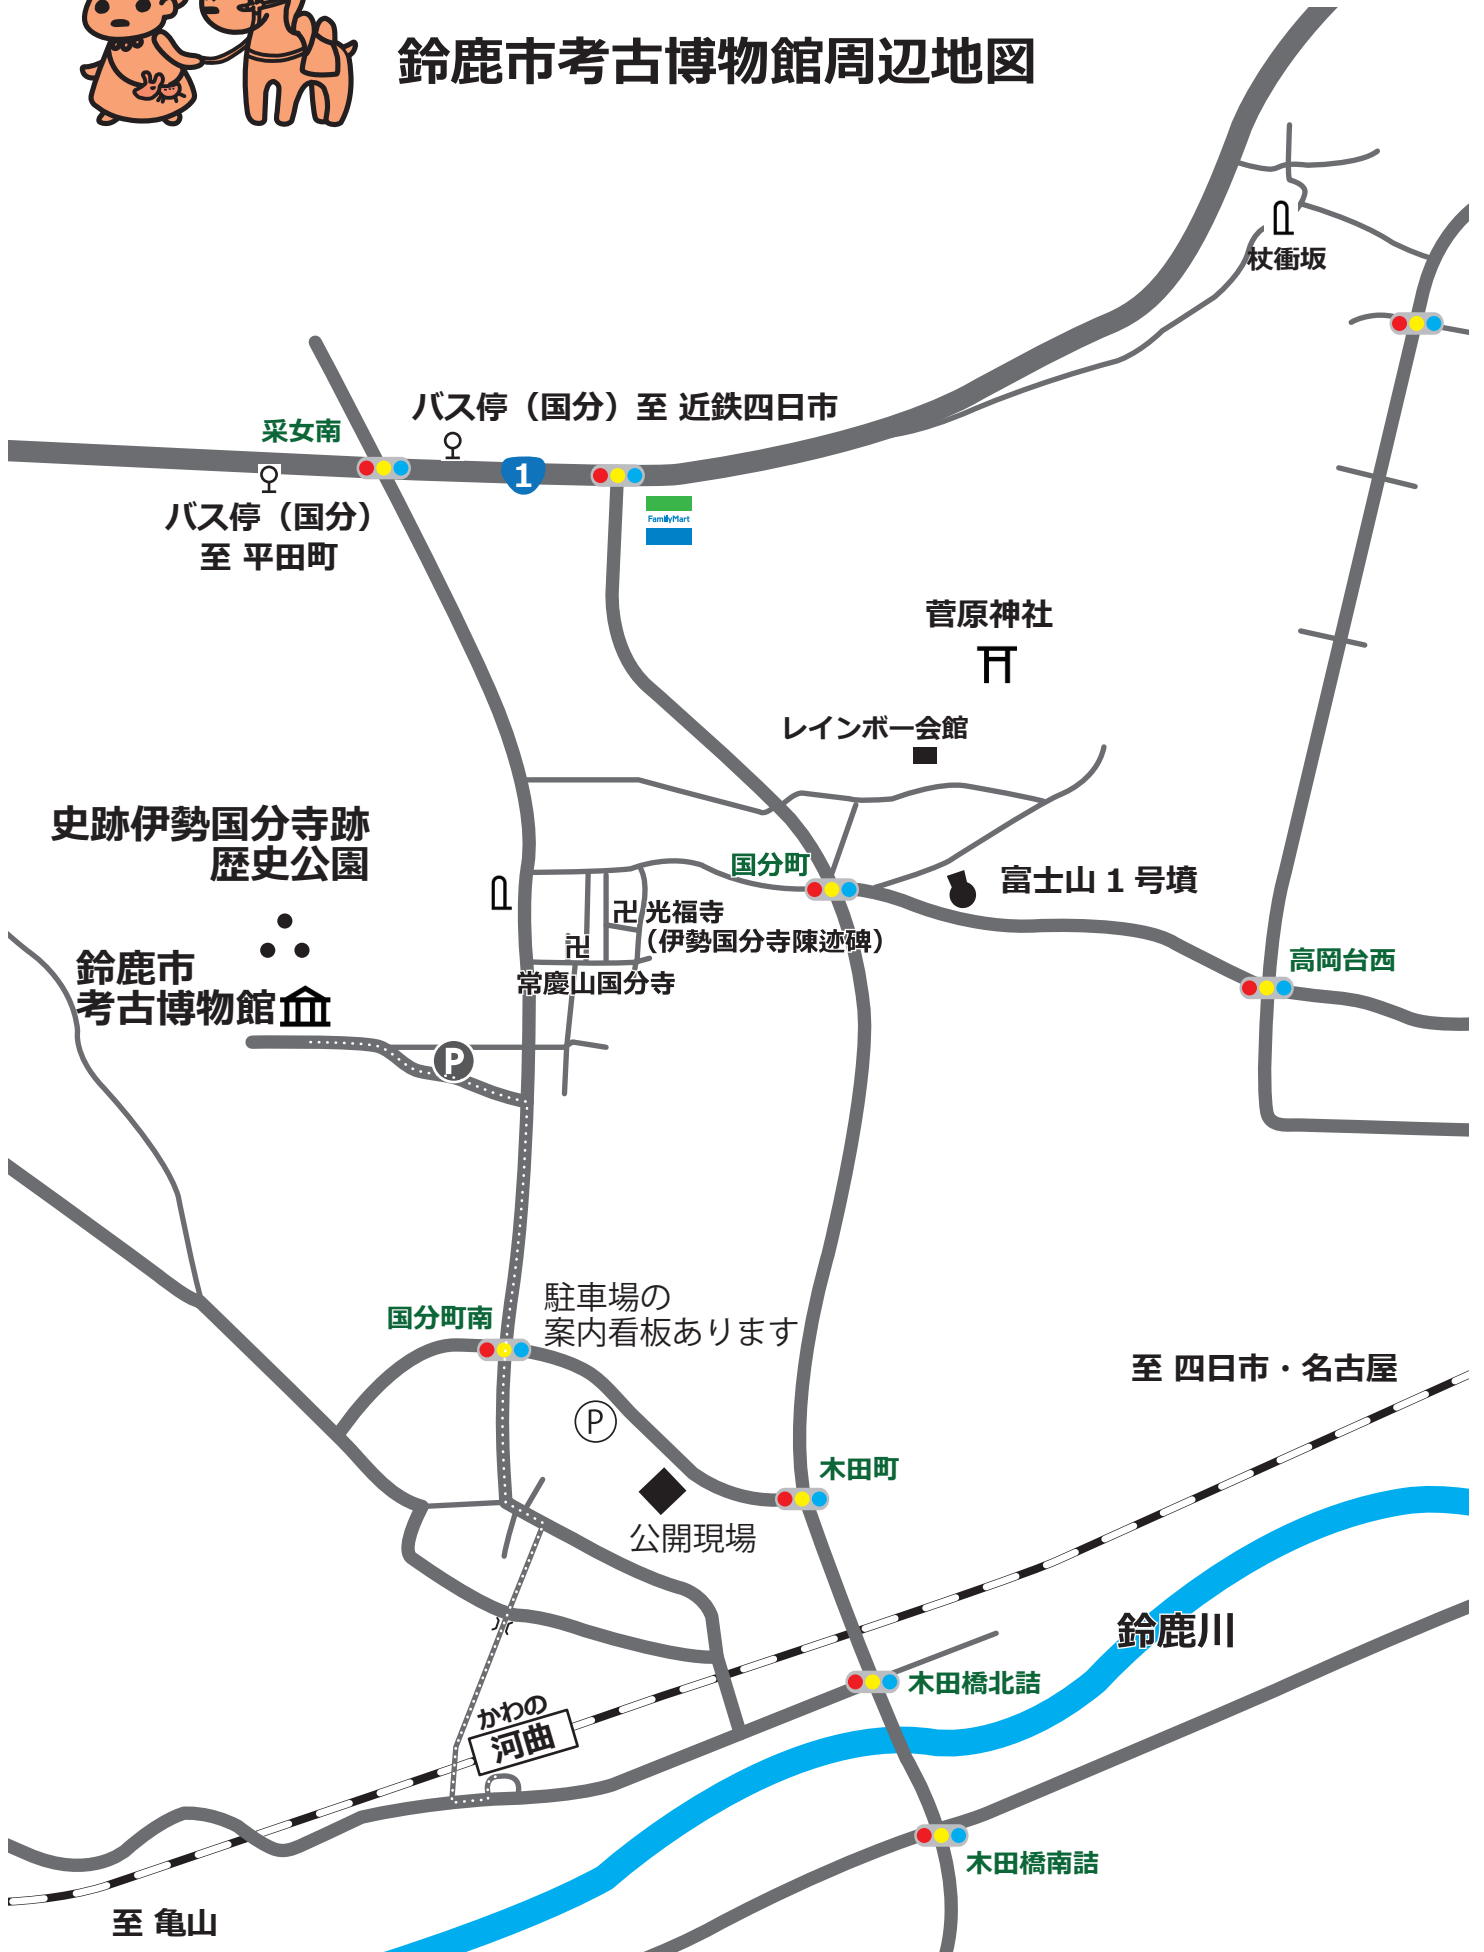 鈴鹿市考古博物館周辺地図
杖衝坂
バス停（国分）至 近鉄四日市
采女南
1
FamilyMart
バス停（国分）
至 平田町
菅原神社
レインボー会館
史跡伊勢国分寺跡
歴史公園
国分町
富士山１号墳
卍 光福寺
（伊勢国分寺陳迹碑）
卍
常慶山国分寺
高岡台西
鈴鹿市
考古博物館
P
駐車場の
案内看板あります
国分町南
至 四日市・名古屋
P
木田町
公開現場
鈴鹿川
木田橋北詰
かわの
河曲
木田橋南詰
至 亀山